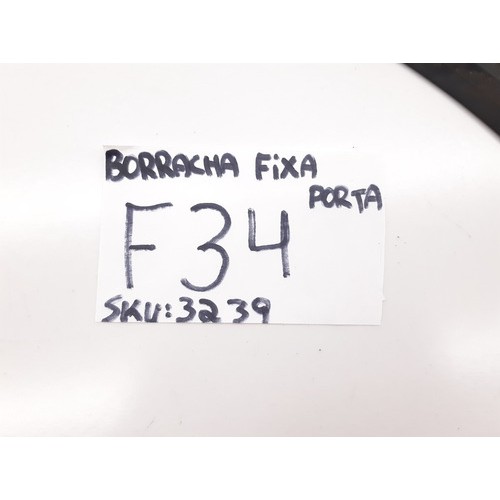 BORRACHA FiXA
PORTA
F34
SKU: 3239